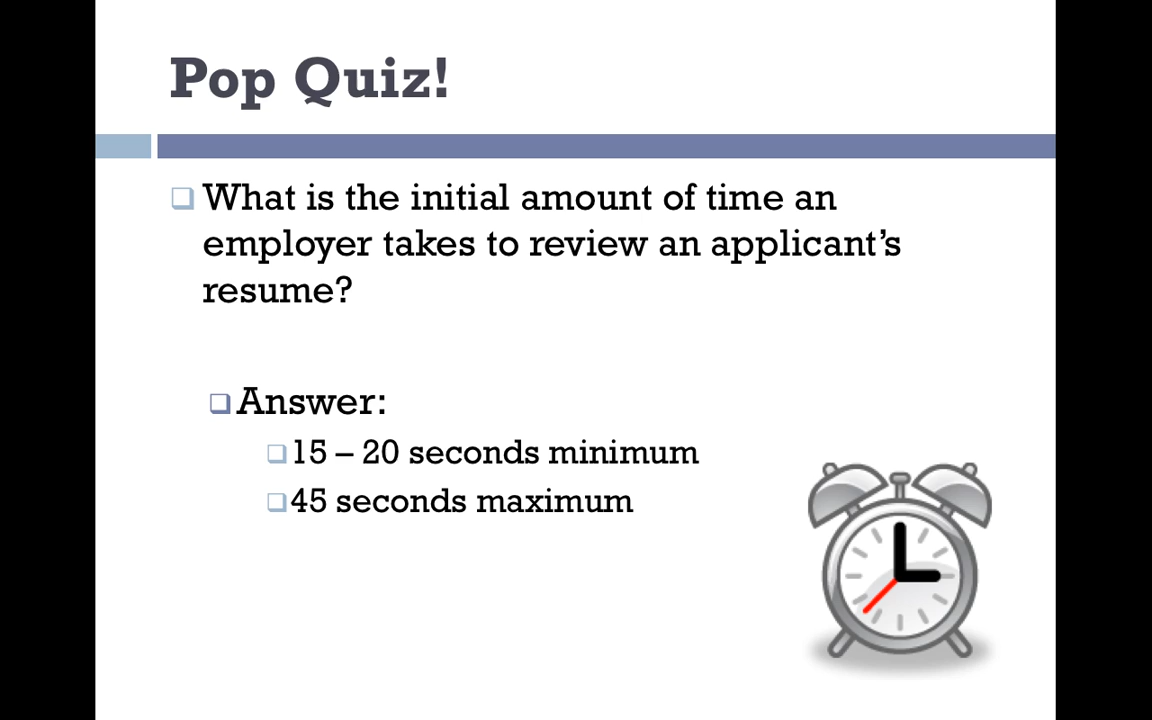 Pop Quiz!
What is the initial amount of time an
employer takes to review an applicant’s
resume?
Answer:
15 – 20 seconds minimum
45 seconds maximum